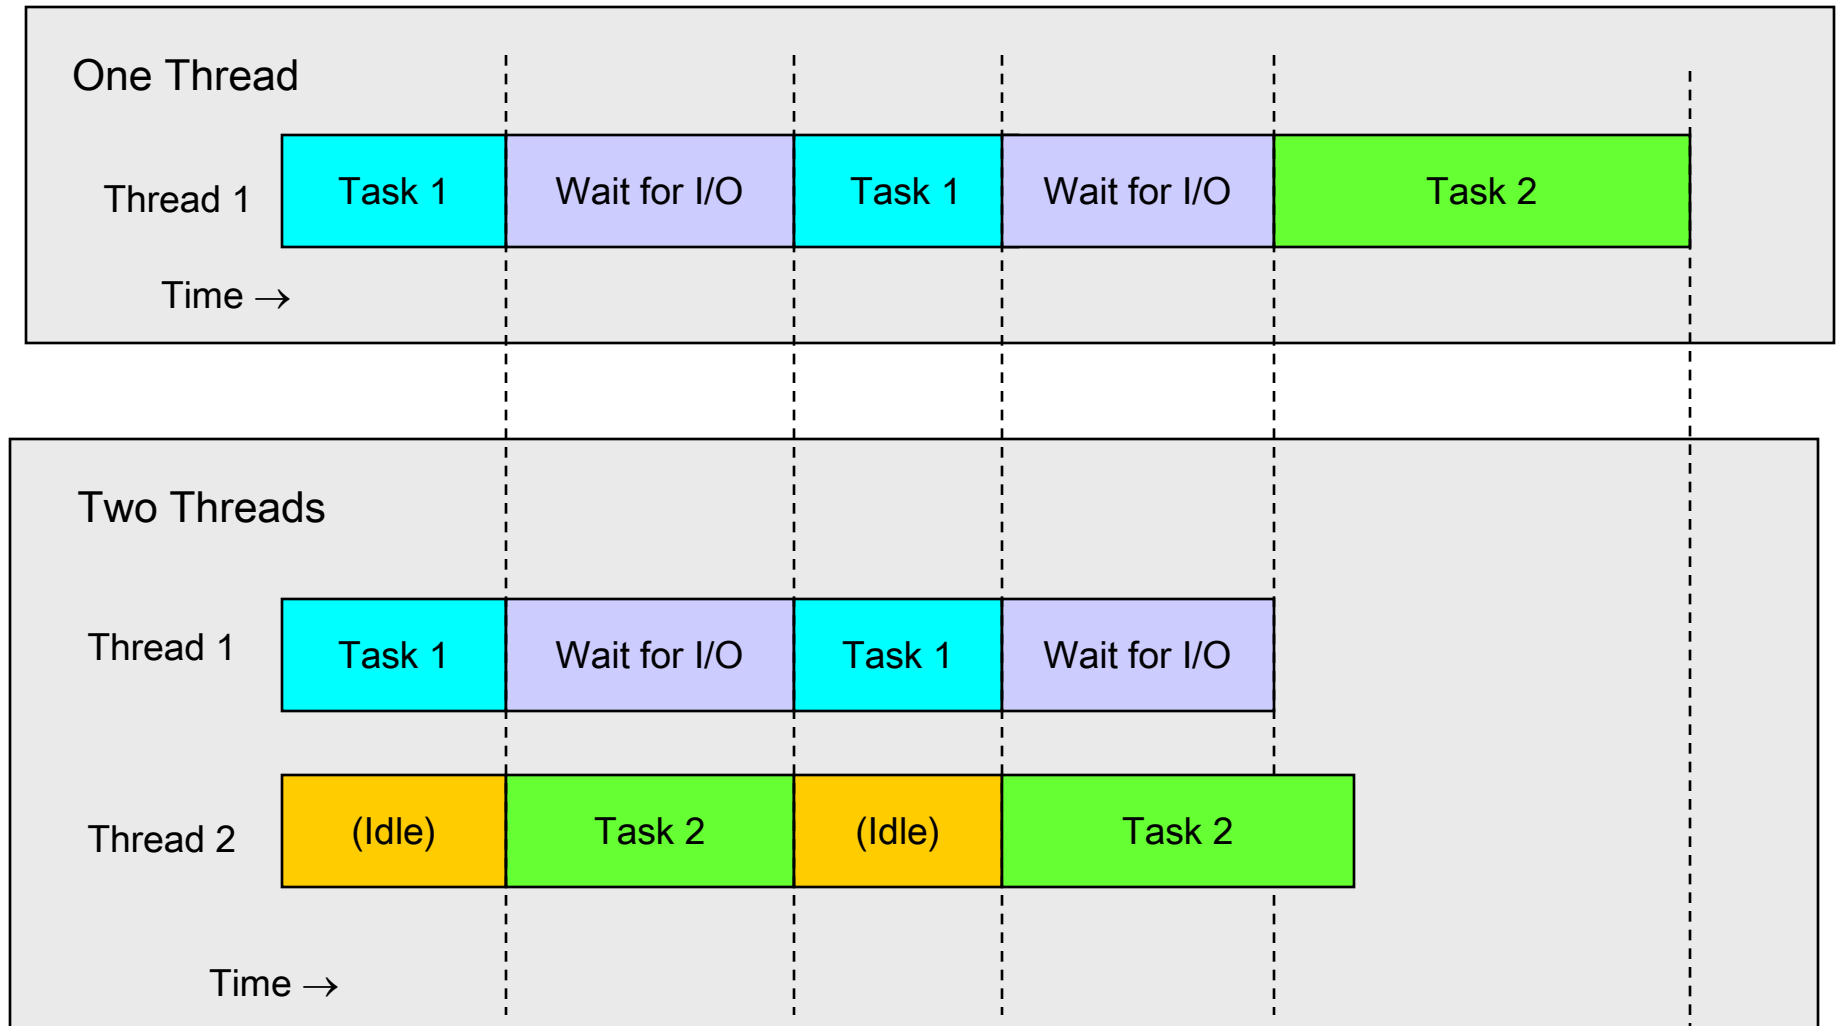 One Thread
Thread 1 Task 1 Wait for I/O Task 1 Wait for I/O Task 2
Time →
Two Threads
Thread 1 Task 1 Wait for I/O Task 1 Wait for I/O
Thread 2 (Idle) Task 2 (Idle) Task 2
Time →